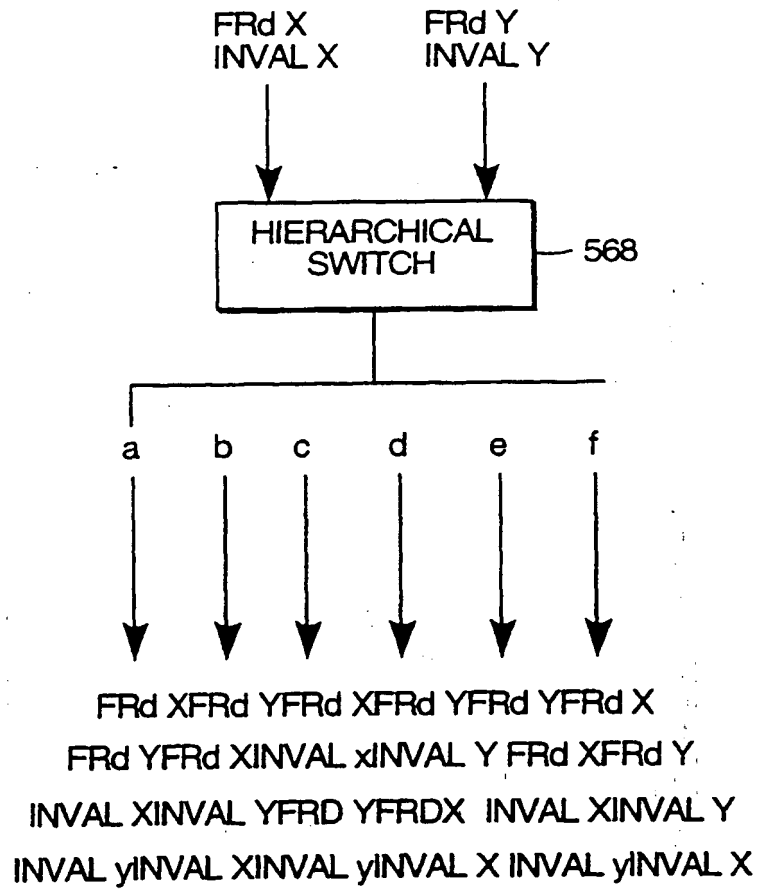 FRd X FRd Y
INVAL X INVAL Y
HIERARCHICAL
SWITCH
568
a b c d e f
FRd XFRd YFRd XFRd YFRd YFRd X
FRd YFRd XINVAL xINVAL Y FRd XFRd Y
INVAL XINVAL YFRD YFRDX INVAL XINVAL Y
INVAL yINVAL XINVAL yINVAL X INVAL yINVAL X